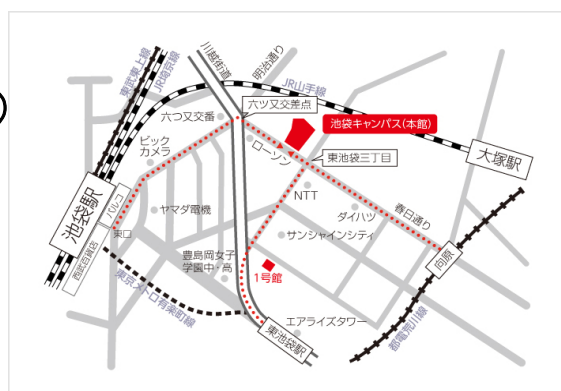 東武東上線
JR埼京線
川越街道
明治通り
JR山手線
六つ又交番
六ツ又交差点
池袋キャンパス(本館)
ビック
カメラ
ローソン
東池袋三丁目
大塚駅
池袋駅
パルコ
NTT
ヤマダ電機
ダイハツ
春日通り
東口
サンシャインシティ
西武百貨店
豊島岡女子
学園中・高
1号館
向原
東京メトロ有楽町線
エアライズタワー
東池袋駅
都電荒川線